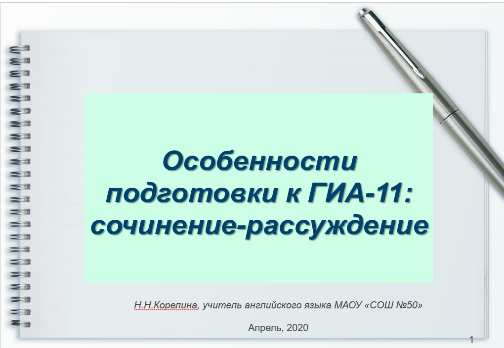 Особенности
подготовки к ГИА-11:
сочинение-рассуждение
Н.Н.Корелина, учитель английского языка МАОУ «СОШ №50»
Апрель, 2020
1